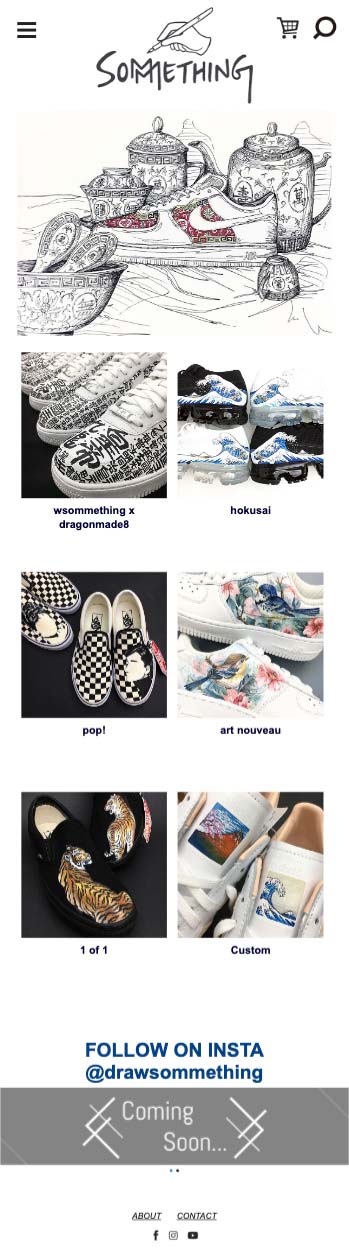 SOMMETHING
wsommething x
dragonmade8
hokusai
pop!
art nouveau
1 of 1
Custom
FOLLOW ON INSTA
@drawsommething
Coming
Soon...
ABOUT CONTACT